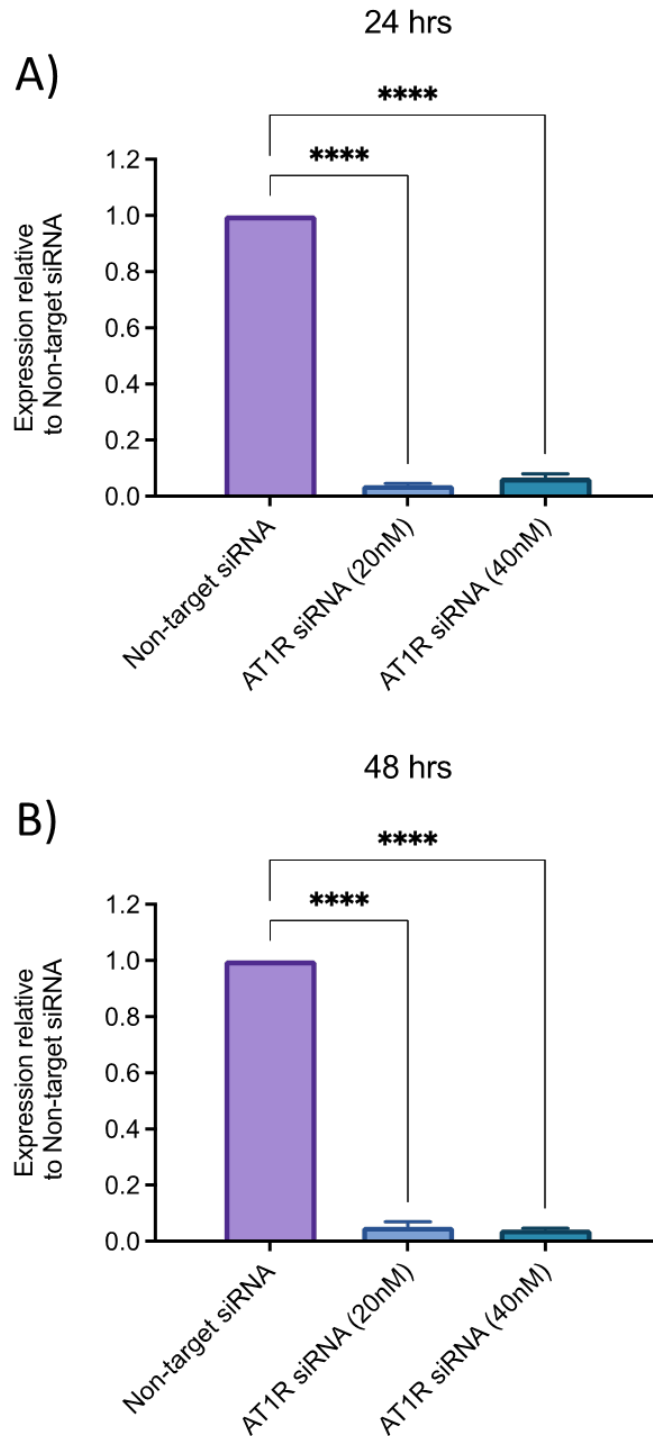 24 hrs
A)
****
****
Expression relative
to Non-target siRNA
1.2
1.0
0.8
0.6
0.4
0.2
0.0
Non-target siRNA
AT1R siRNA (20nM)
AT1R siRNA (40nM)
48 hrs
B)
****
****
Expression relative
to Non-target siRNA
1.2
1.0
0.8
0.6
0.4
0.2
0.0
Non-target siRNA
AT1R siRNA (20nM)
AT1R siRNA (40nM)